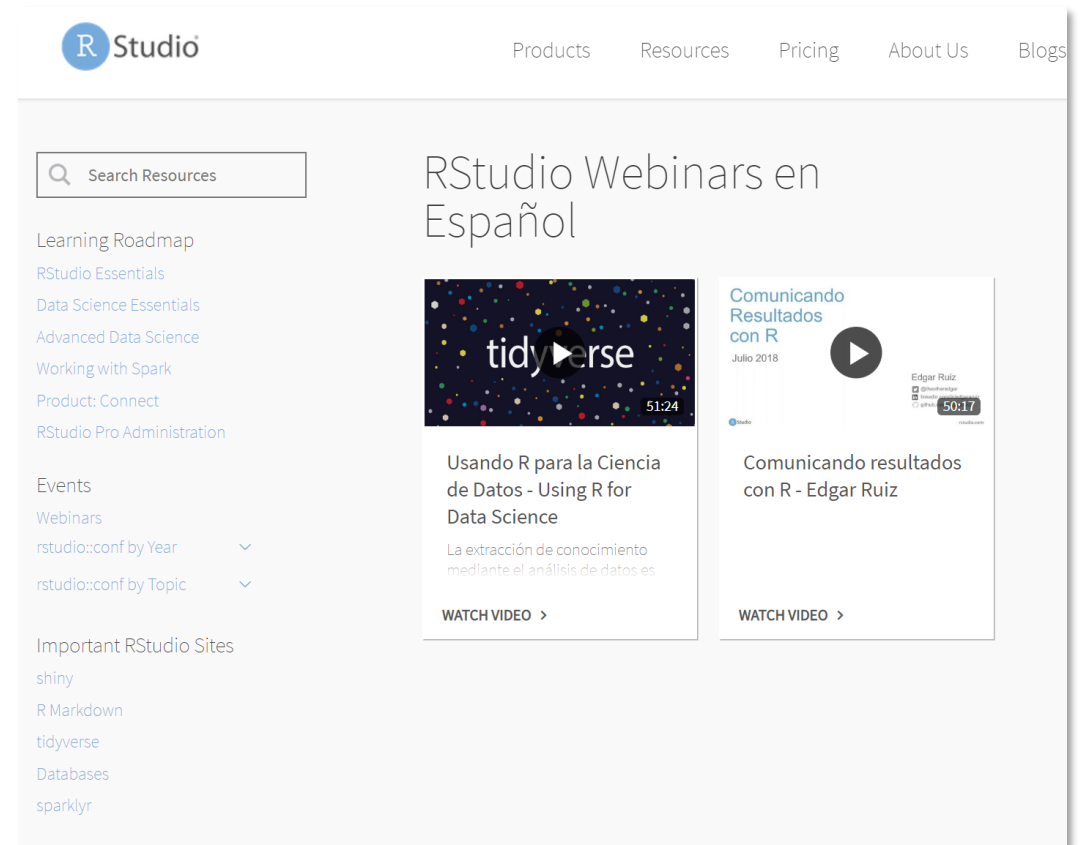 R Studio
Products Resources Pricing About Us Blogs
Search Resources
Learning Roadmap
RStudio Essentials
Data Science Essentials
Advanced Data Science
Working with Spark
Product: Connect
RStudio Pro Administration
Events
Webinars
rstudio::conf by Year
rstudio::conf by Topic
Important RStudio Sites
shiny
R Markdown
tidyverse
Databases
sparklyr
RStudio Webinars en
Español
tidyverse
51:24
Usando R para la Ciencia
de Datos - Using R for
Data Science
La extracción de conocimiento
mediante el análisis de datos es
WATCH VIDEO
Comunicando
Resultados
con R
Julio 2018
Edgar Ruiz
50:17
R Studio
rstudio.com
Comunicando resultados
con R - Edgar Ruiz
WATCH VIDEO